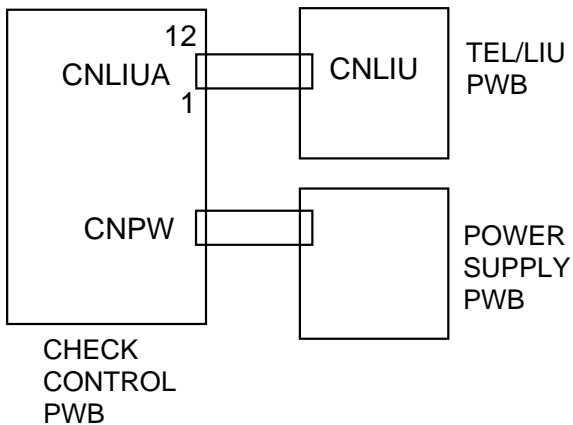 12
CNLIUA
1
CNLIU
TEL/LIU
PWB
CNPW
POWER
SUPPLY
PWB
CHECK
CONTROL
PWB